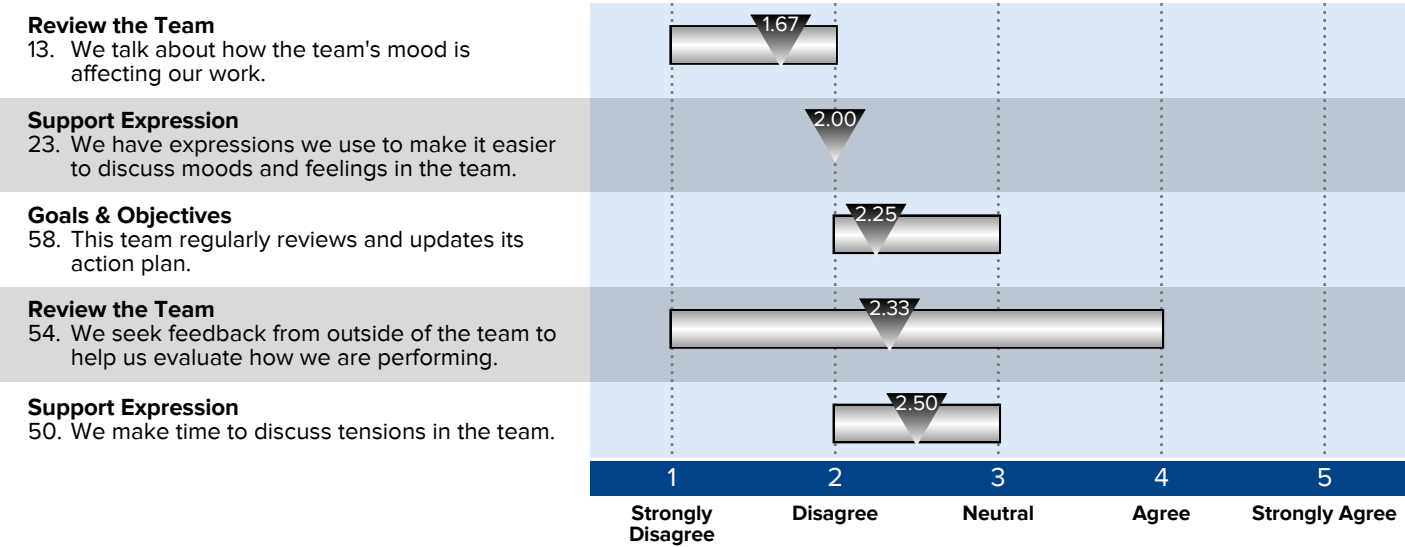 Review the Team
13. We talk about how the team's mood is
affecting our work.
1.67
Support Expression
23. We have expressions we use to make it easier
to discuss moods and feelings in the team.
2.00
Goals & Objectives
58. This team regularly reviews and updates its
action plan.
2.25
Review the Team
54. We seek feedback from outside of the team to
help us evaluate how we are performing.
2.33
Support Expression
50. We make time to discuss tensions in the team.
2.50
1 2 3 4 5
Strongly Disagree Disagree Neutral Agree Strongly Agree